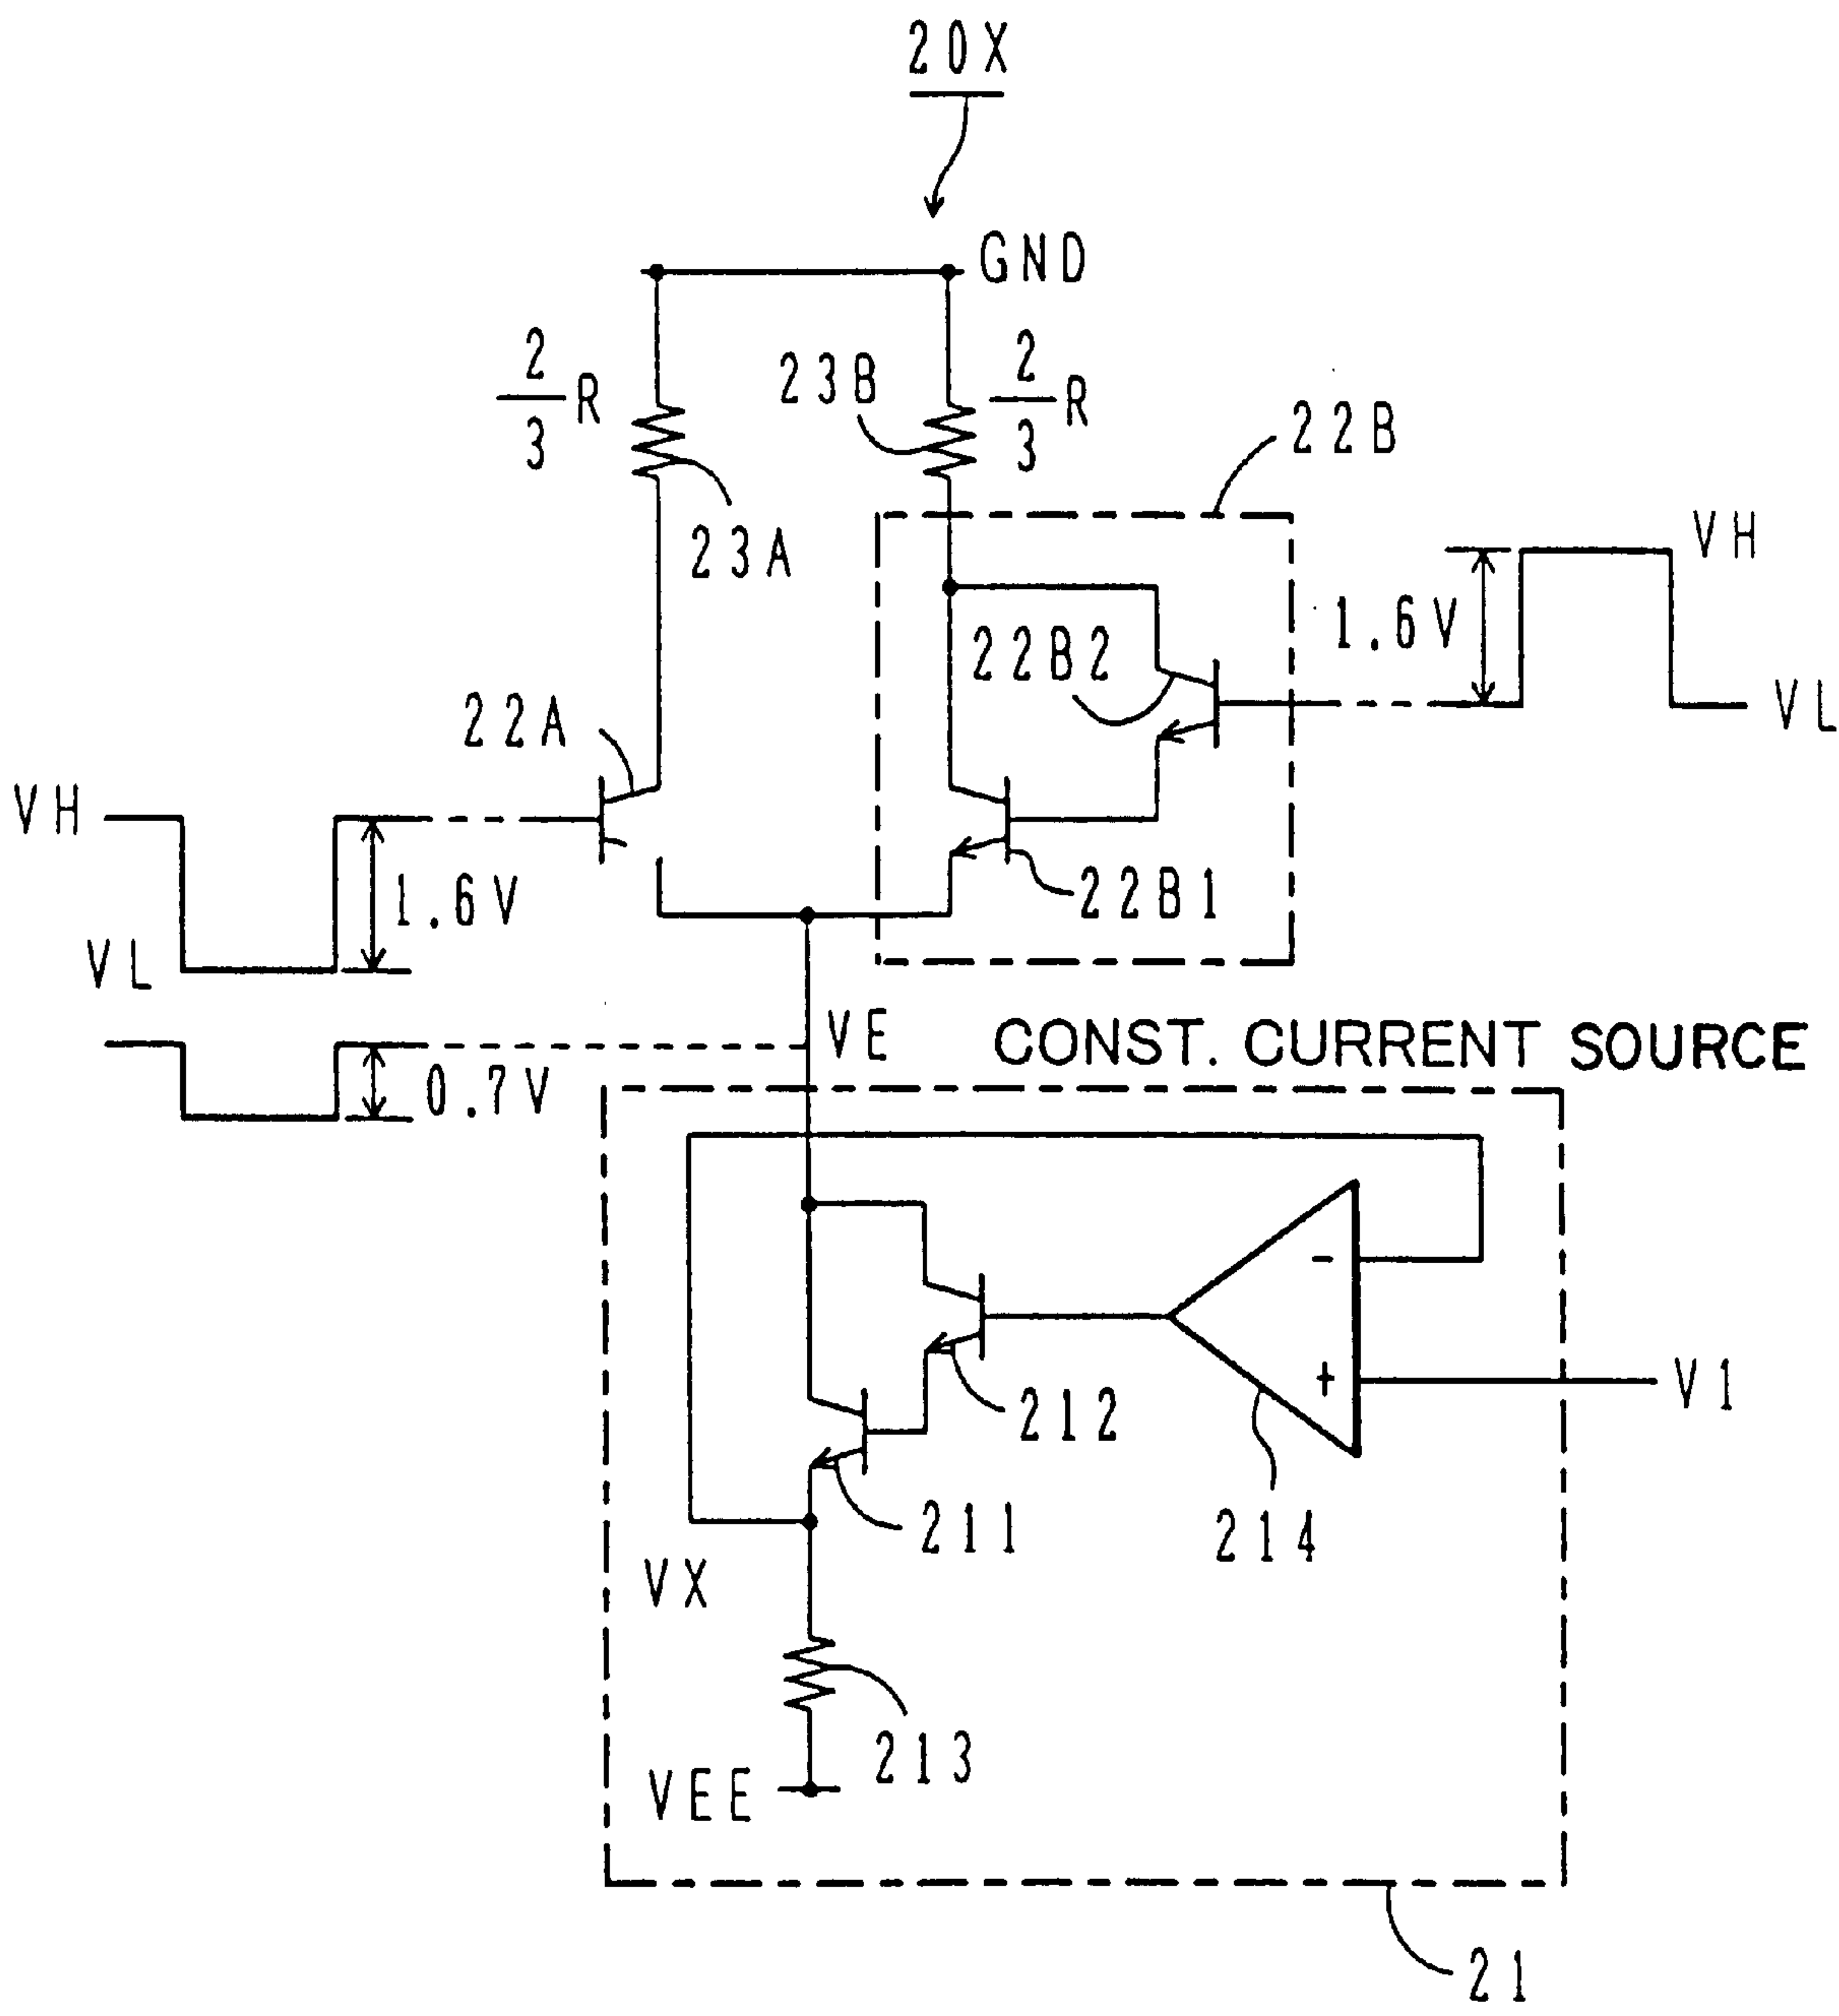 20X
GND
2/3 R
23B
2/3 R
22B
23A
VH
1.6V
22B2
22A
VL
VH
1.6V
22B1
VL
VE
CONST. CURRENT SOURCE
0.7V
-
+
V1
212
211
214
VX
213
VEE
21